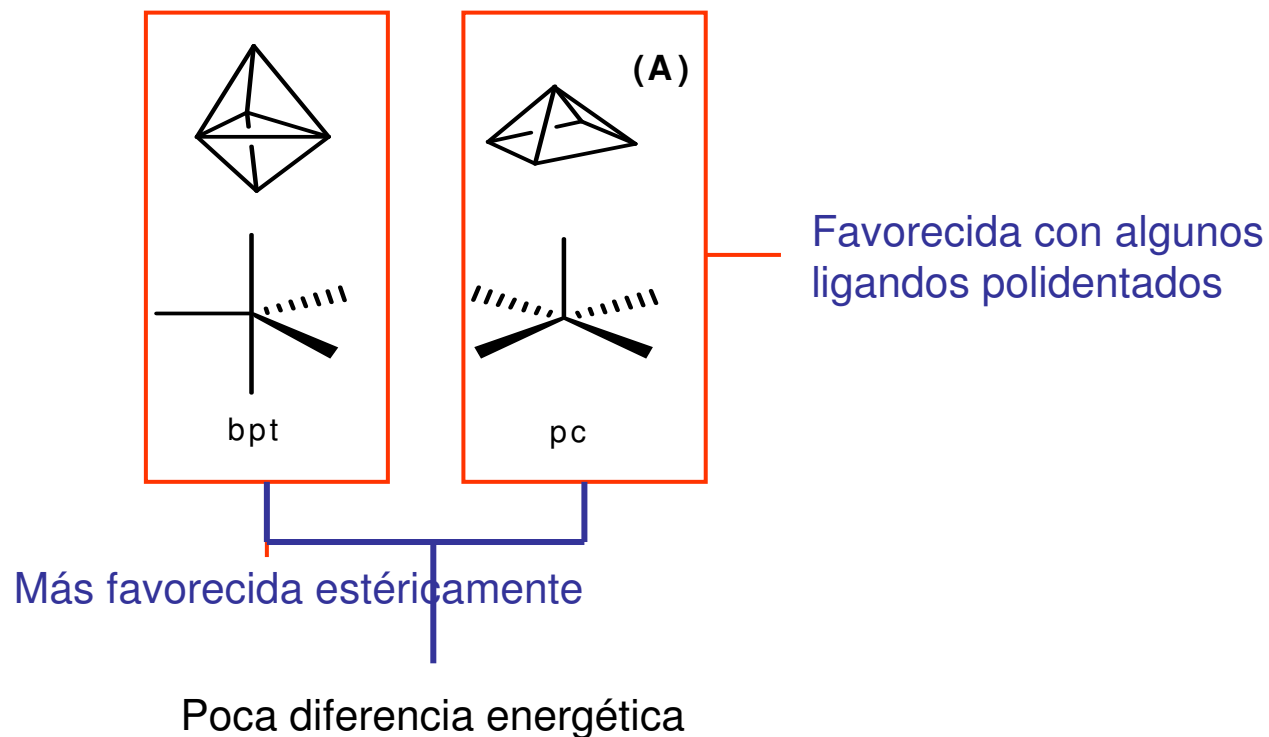 (A)
bpt
pc
Favorecida con algunos
ligandos polidentados
Más favorecida estéricamente
Poca diferencia energética